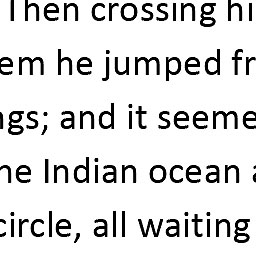 Then crossing hi
em he jumped fr
ngs; and it seeme
he Indian ocean a
circle, all waiting